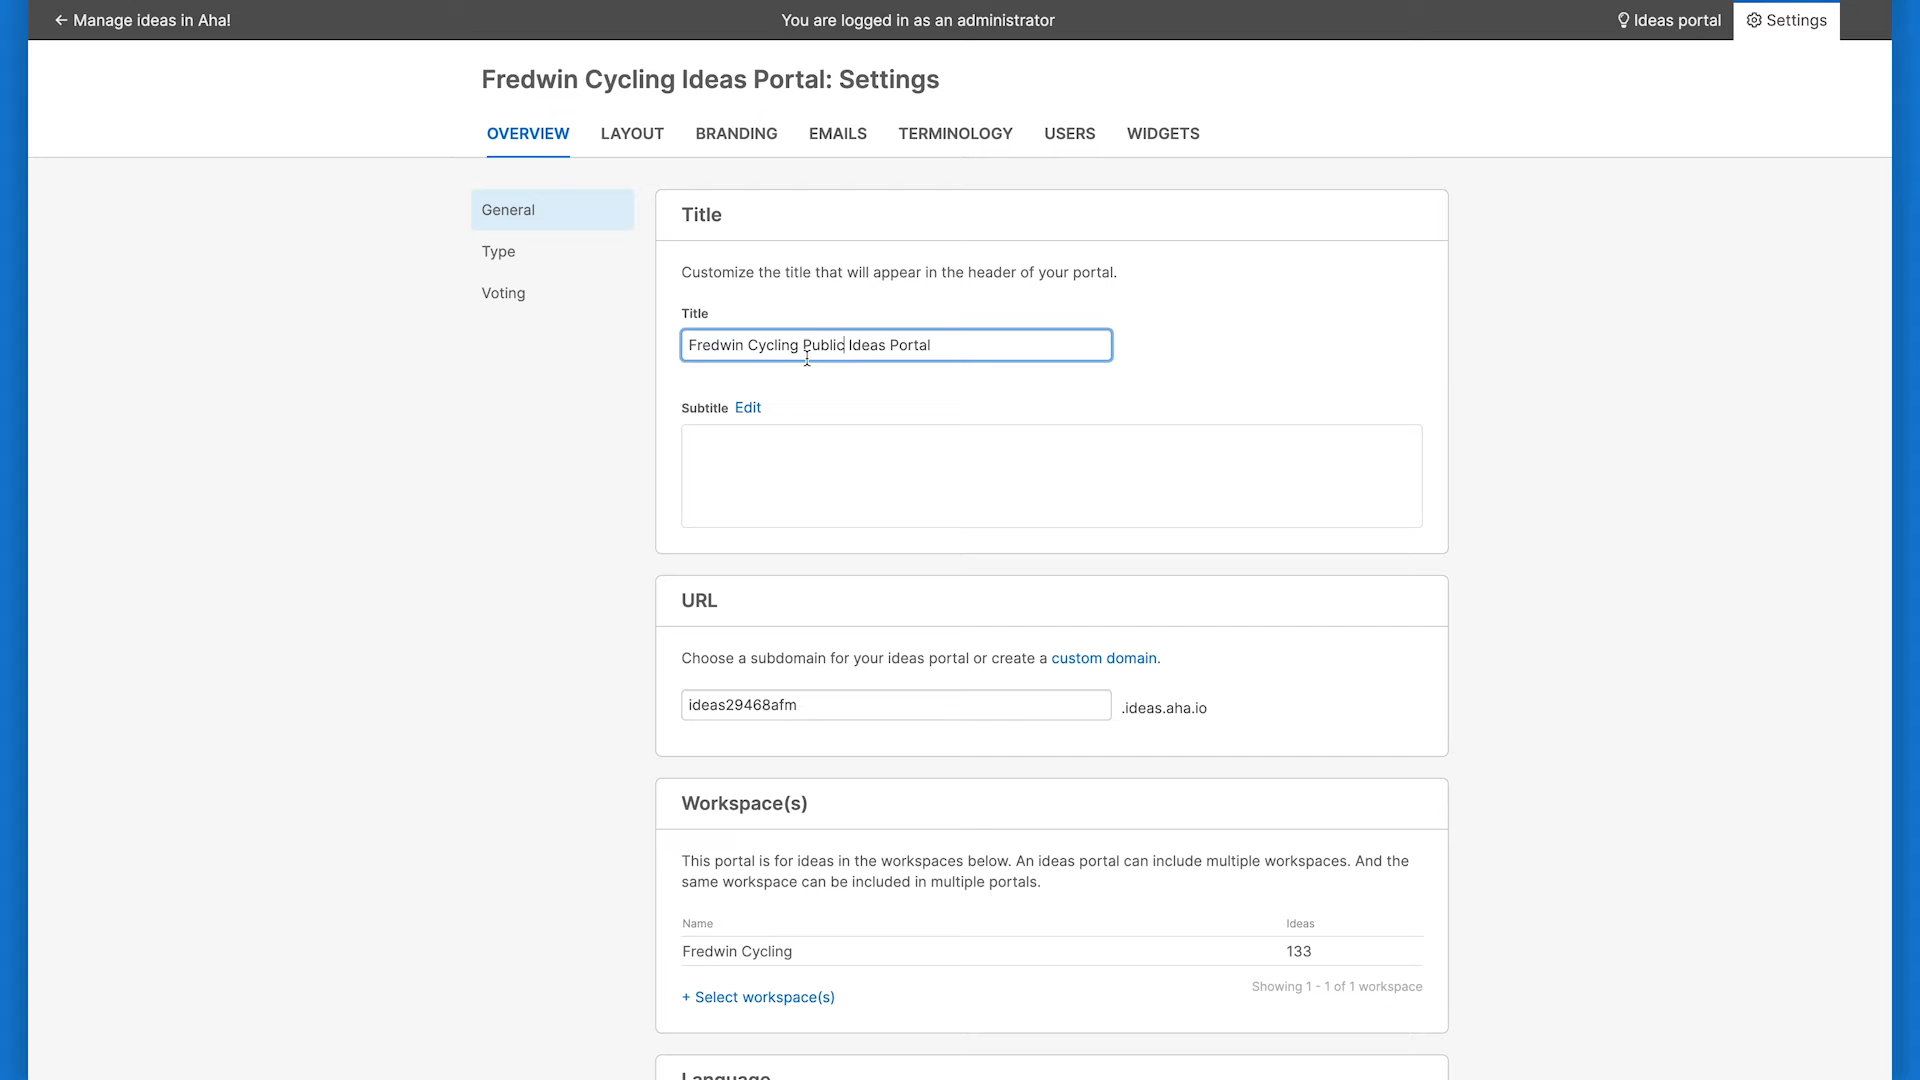 ← Manage ideas in Aha!
You are logged in as an administrator
Ideas portal
Settings
Fredwin Cycling Ideas Portal: Settings
OVERVIEW
LAYOUT
BRANDING
EMAILS
TERMINOLOGY
USERS
WIDGETS
General
Type
Voting
Title
Customize the title that will appear in the header of your portal.
Title
Fredwin Cycling Public Ideas Portal
Subtitle Edit
URL
Choose a subdomain for your ideas portal or create a custom domain.
ideas29468afm .ideas.aha.io
Workspace(s)
This portal is for ideas in the workspaces below. An ideas portal can include multiple workspaces. And the
same workspace can be included in multiple portals.
Name Ideas
Fredwin Cycling 133
Showing 1 - 1 of 1 workspace
+ Select workspace(s)
Language